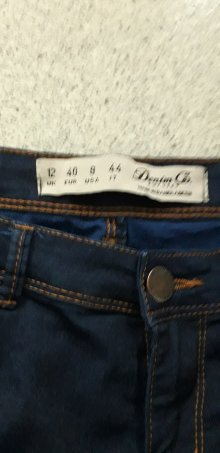 12 40 8 44
UK EUR USA IT
Denim Co.